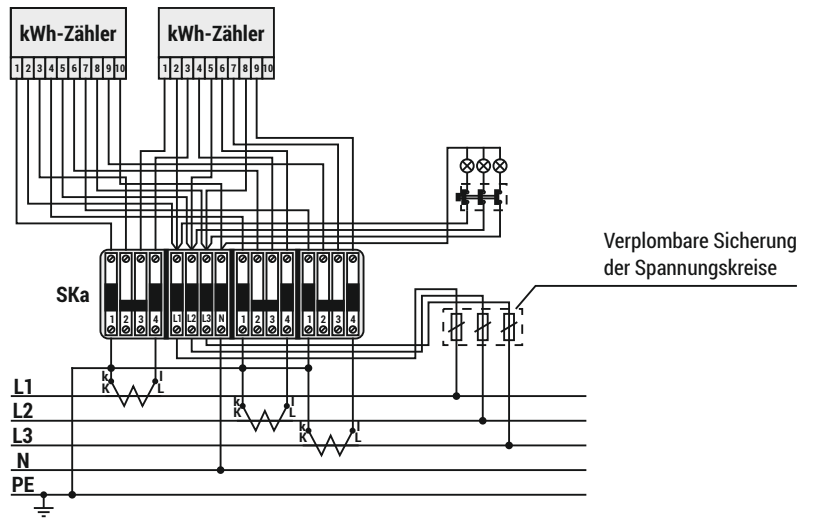 kWh-Zähler kWh-Zähler
1 2 3 4 5 6 7 8 9 10 1 2 3 4 5 6 7 8 9 10
Verplombare Sicherung
der Spannungskreise
SKa
1 2 3 4 L1 L2 L3 N 1 2 3 4 1 2 3 4
k l
K L
L1
k l
K L
L2
k l
K L
L3
N
PE